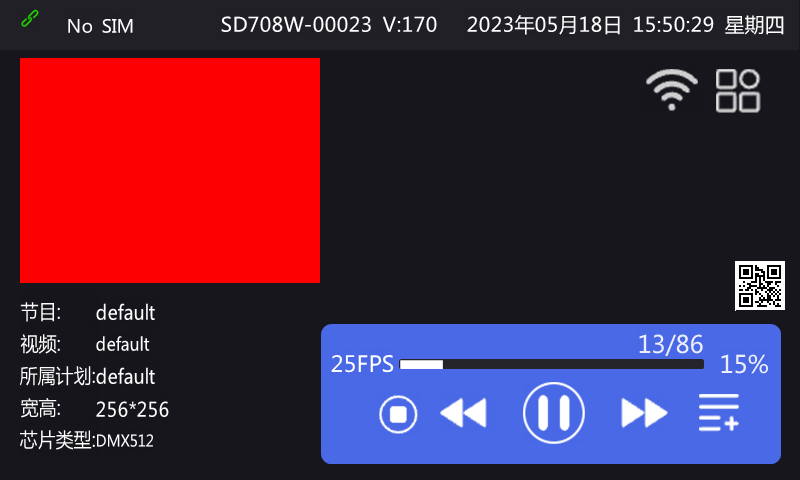 No SIM SD708W-00023 V:170 2023年05月18日 15:50:29 星期四
节目: default
视频: default
所属计划:default
宽高: 256*256
芯片类型:DMX512
13/86
25FPS 15%